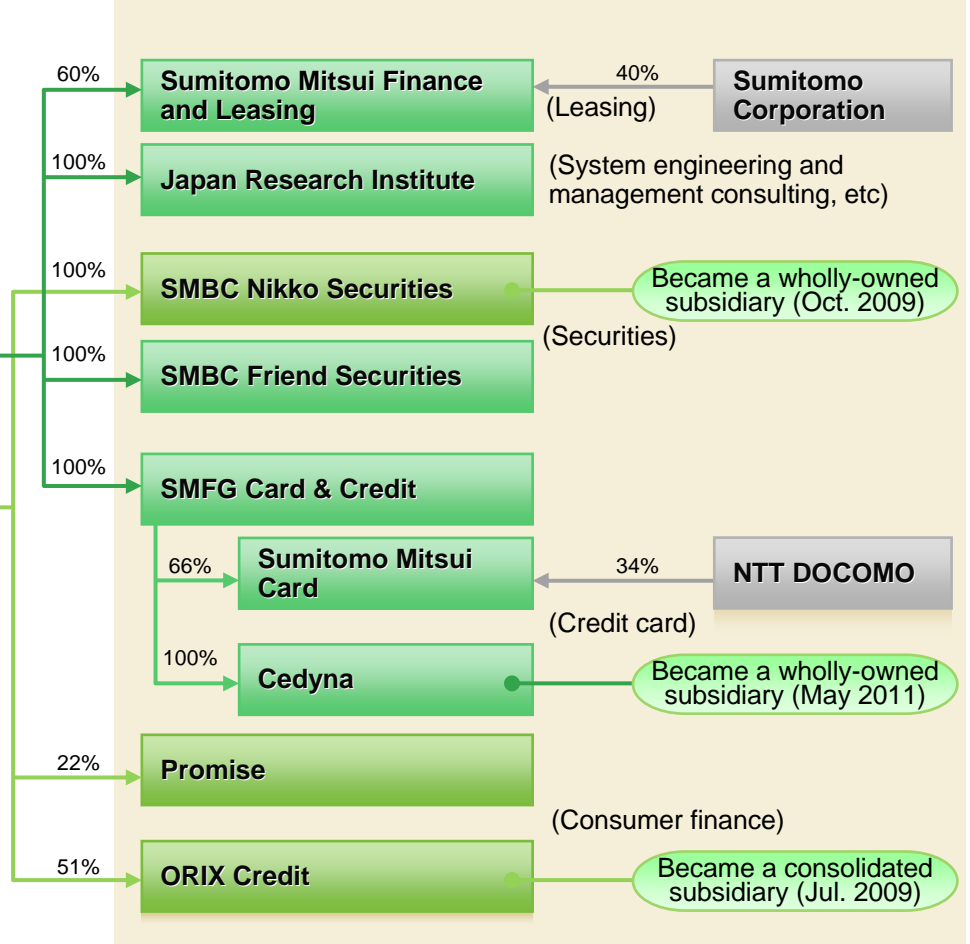 60%
Sumitomo Mitsui Finance
and Leasing
40%
(Leasing)
Sumitomo
Corporation
100%
Japan Research Institute
(System engineering and
management consulting, etc)
100%
SMBC Nikko Securities
Became a wholly-owned
subsidiary (Oct. 2009)
(Securities)
100%
SMBC Friend Securities
100%
SMFG Card & Credit
66%
Sumitomo Mitsui
Card
34%
NTT DOCOMO
(Credit card)
100%
Cedyna
Became a wholly-owned
subsidiary (May 2011)
22%
Promise
(Consumer finance)
51%
ORIX Credit
Became a consolidated
subsidiary (Jul. 2009)